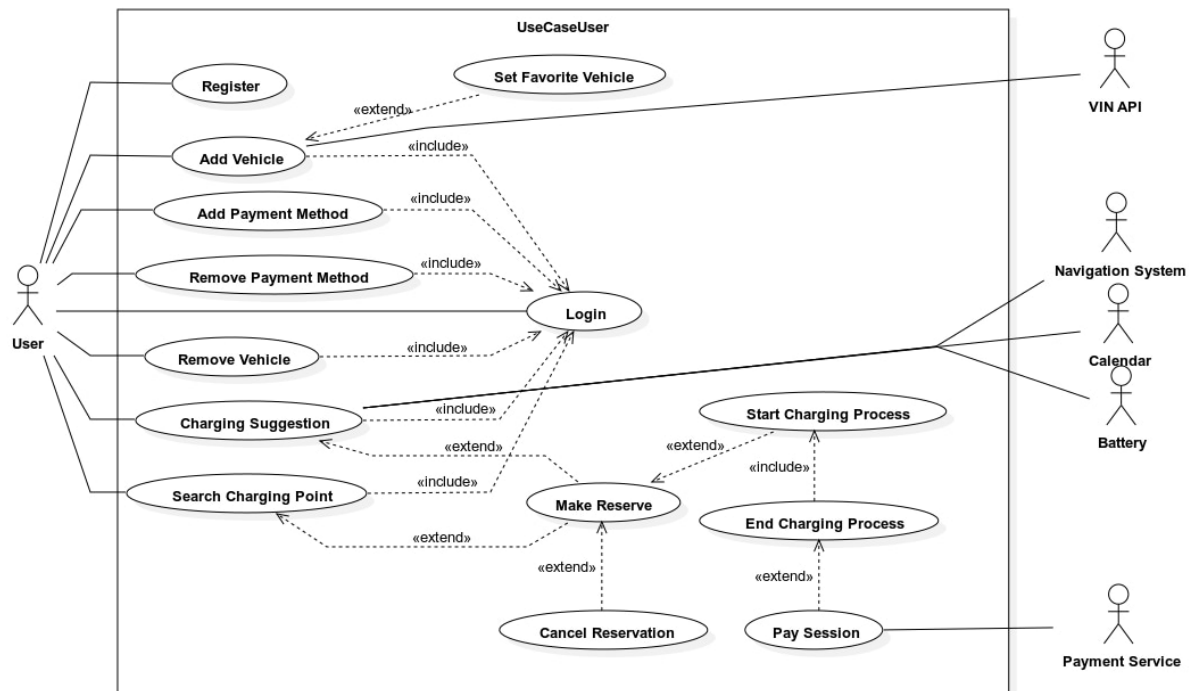 UseCaseUser
Set Favorite Vehicle
Register
VIN API
«extend»
Add Vehicle
«include»
Add Payment Method
«include»
Remove Payment Method
«include»
Navigation System
Login
User
Remove Vehicle
«include»
Calendar
Charging Suggestion
«include»
Start Charging Process
Battery
«extend»
«extend»
«include»
Search Charging Point
«include»
Make Reserve
End Charging Process
«extend»
«extend»
«extend»
Cancel Reservation
Pay Session
Payment Service